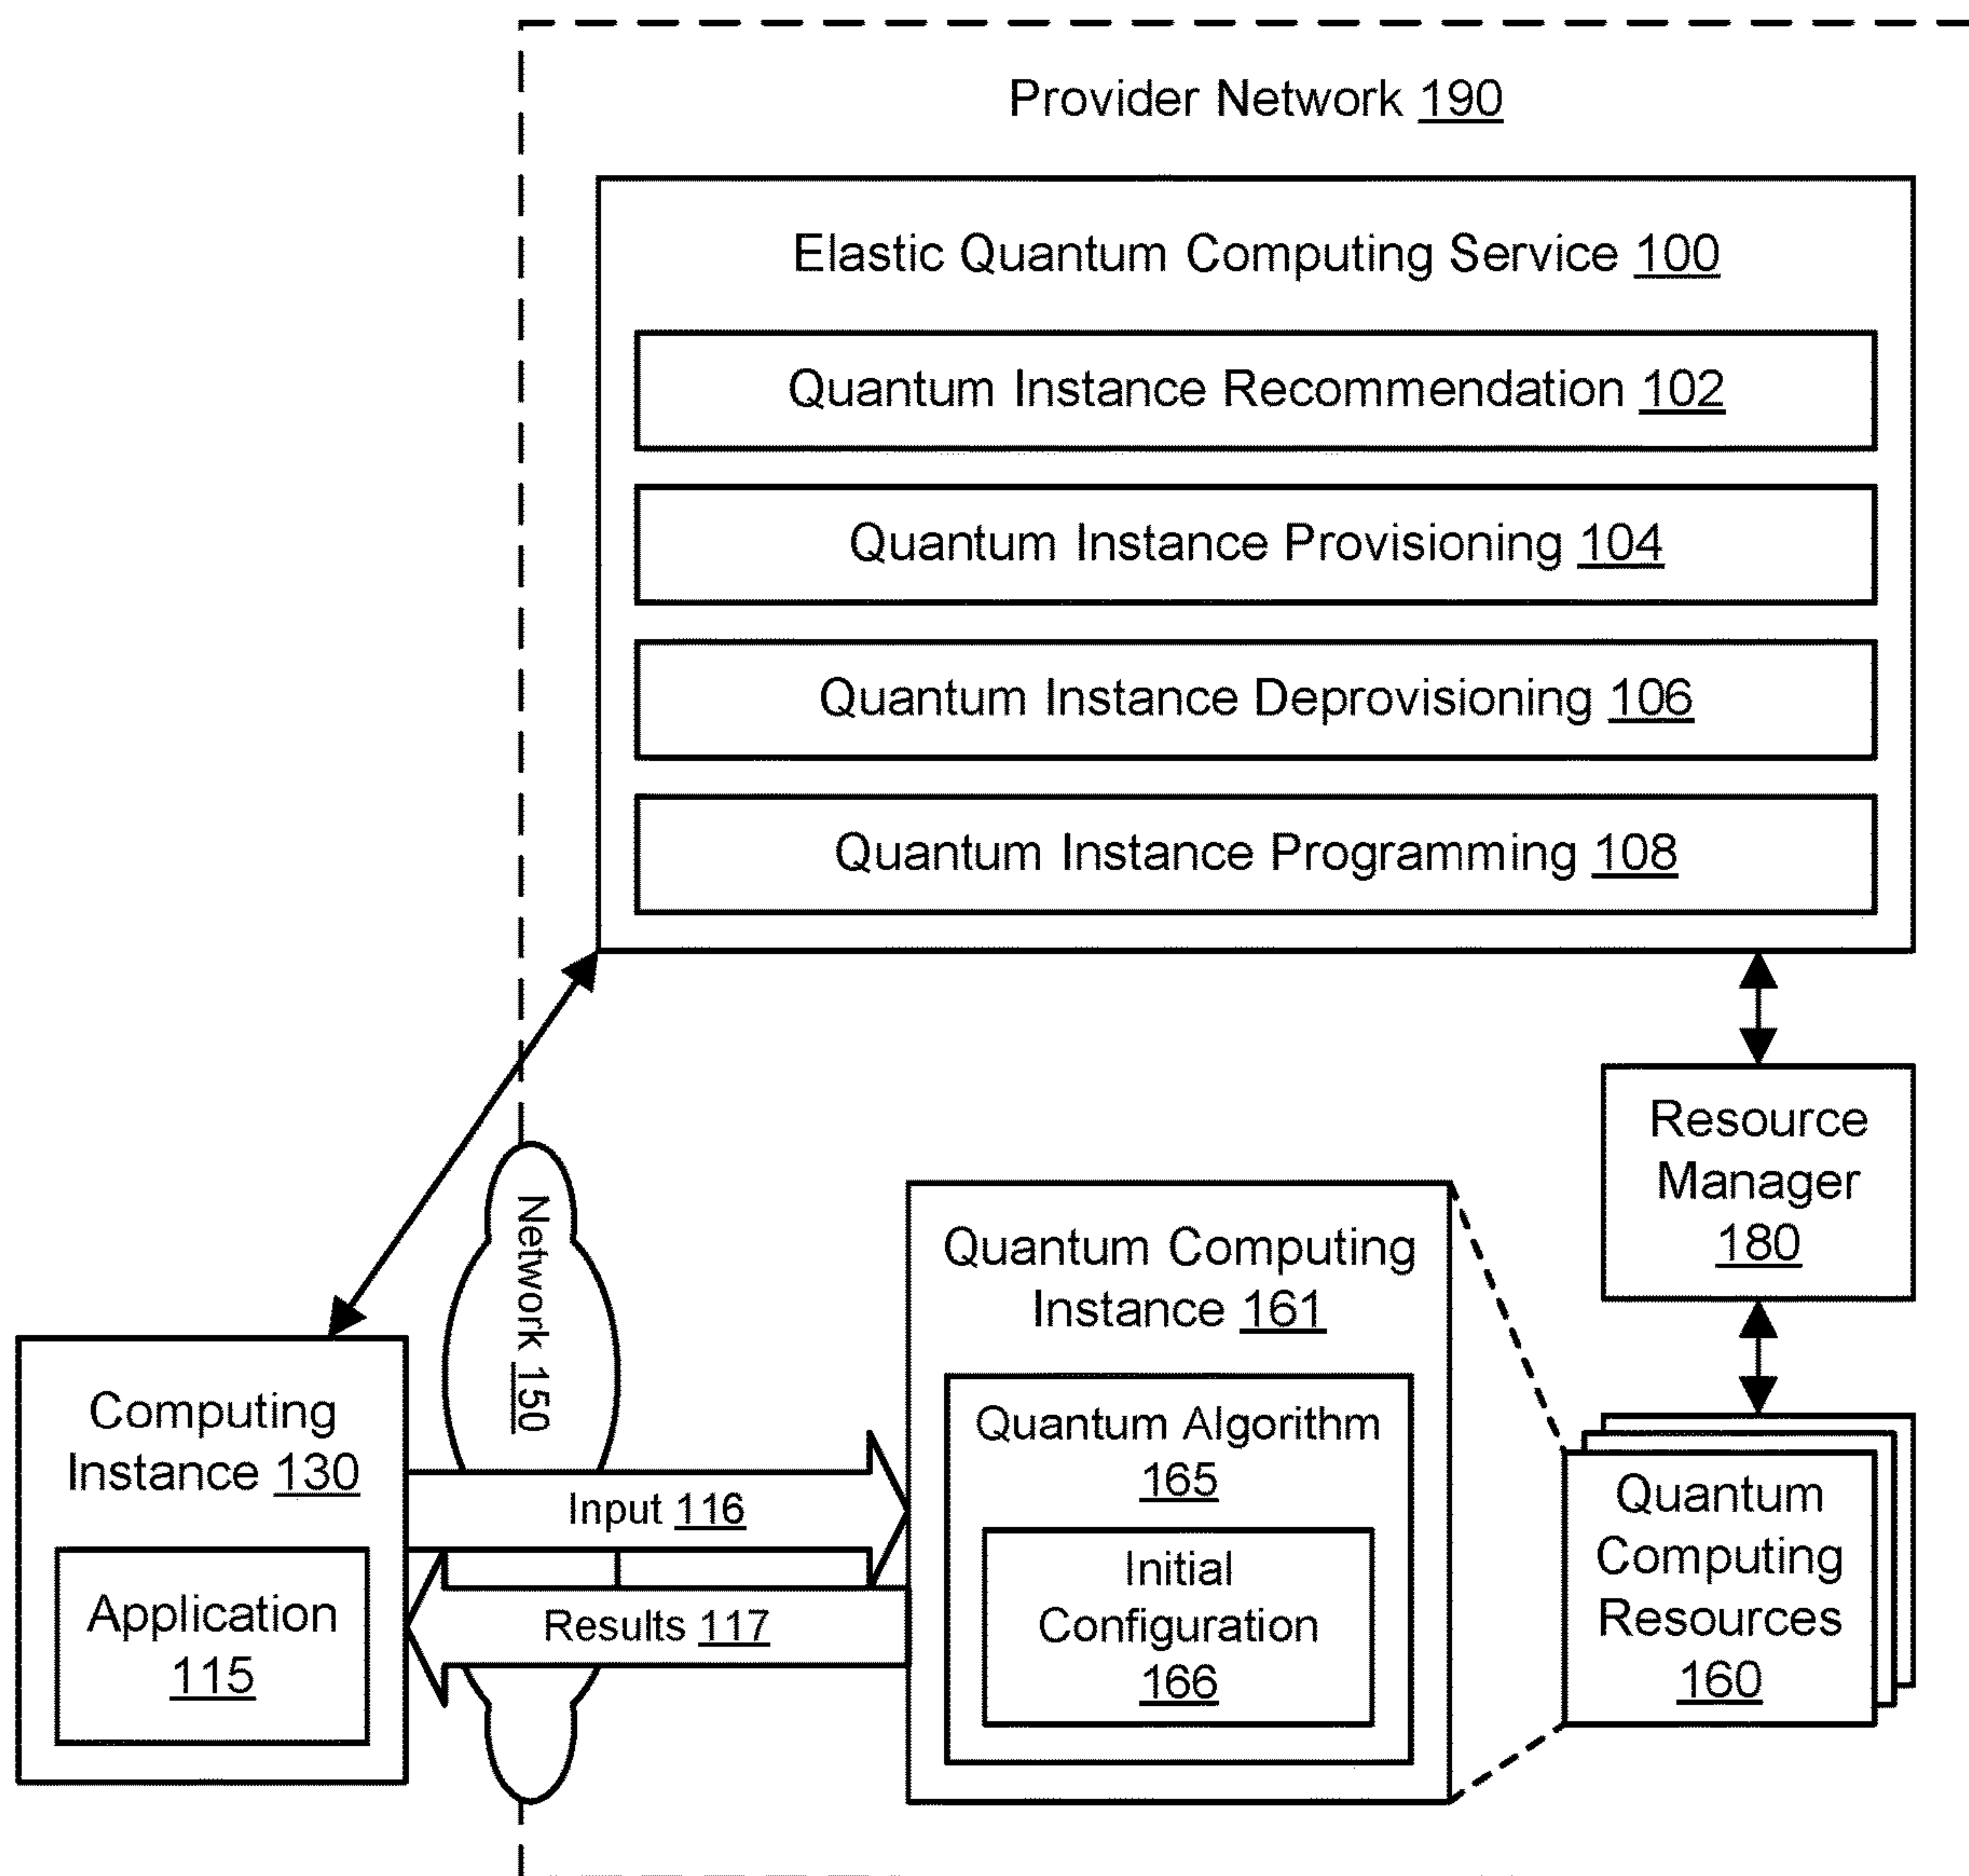 Provider Network 190
Elastic Quantum Computing Service 100
Quantum Instance Recommendation 102
Quantum Instance Provisioning 104
Quantum Instance Deprovisioning 106
Quantum Instance Programming 108
Resource
Manager
180
Network 150
Quantum Computing
Instance 161
Computing
Instance 130
Quantum Algorithm
165
Input 116
Quantum
Computing
Resources
160
Initial
Configuration
166
Application
115
Results 117